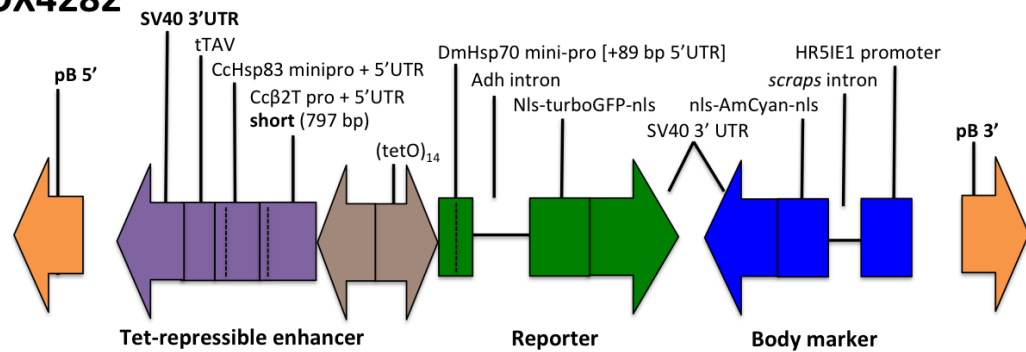 SV40 3'UTR
tTAV
CcHsp83 minipro + 5'UTR
Ccβ2T pro + 5'UTR
short (797 bp)
(tetO)14
pB 5'
DmHsp70 mini-pro [+89 bp 5'UTR]
Adh intron
Nls-turboGFP-nls
HR5IE1 promoter
scraps intron
nls-AmCyan-nls
SV40 3' UTR
pB 3'
Tet-repressible enhancer
Reporter
Body marker